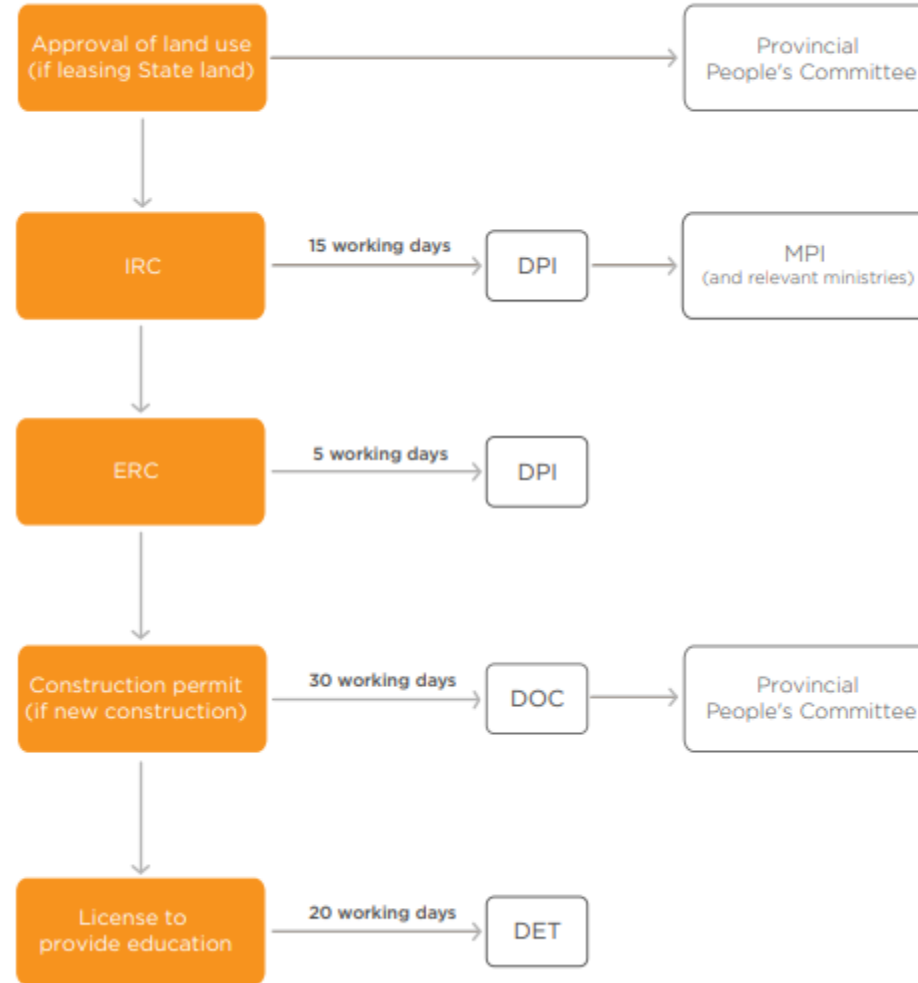 Approval of land use
(if leasing State land)
Provincial
People's Committee
IRC
15 working days
DPI
MPI
(and relevant ministries)
ERC
5 working days
DPI
Construction permit
(if new construction)
30 working days
DOC
Provincial
People's Committee
License to
provide education
20 working days
DET